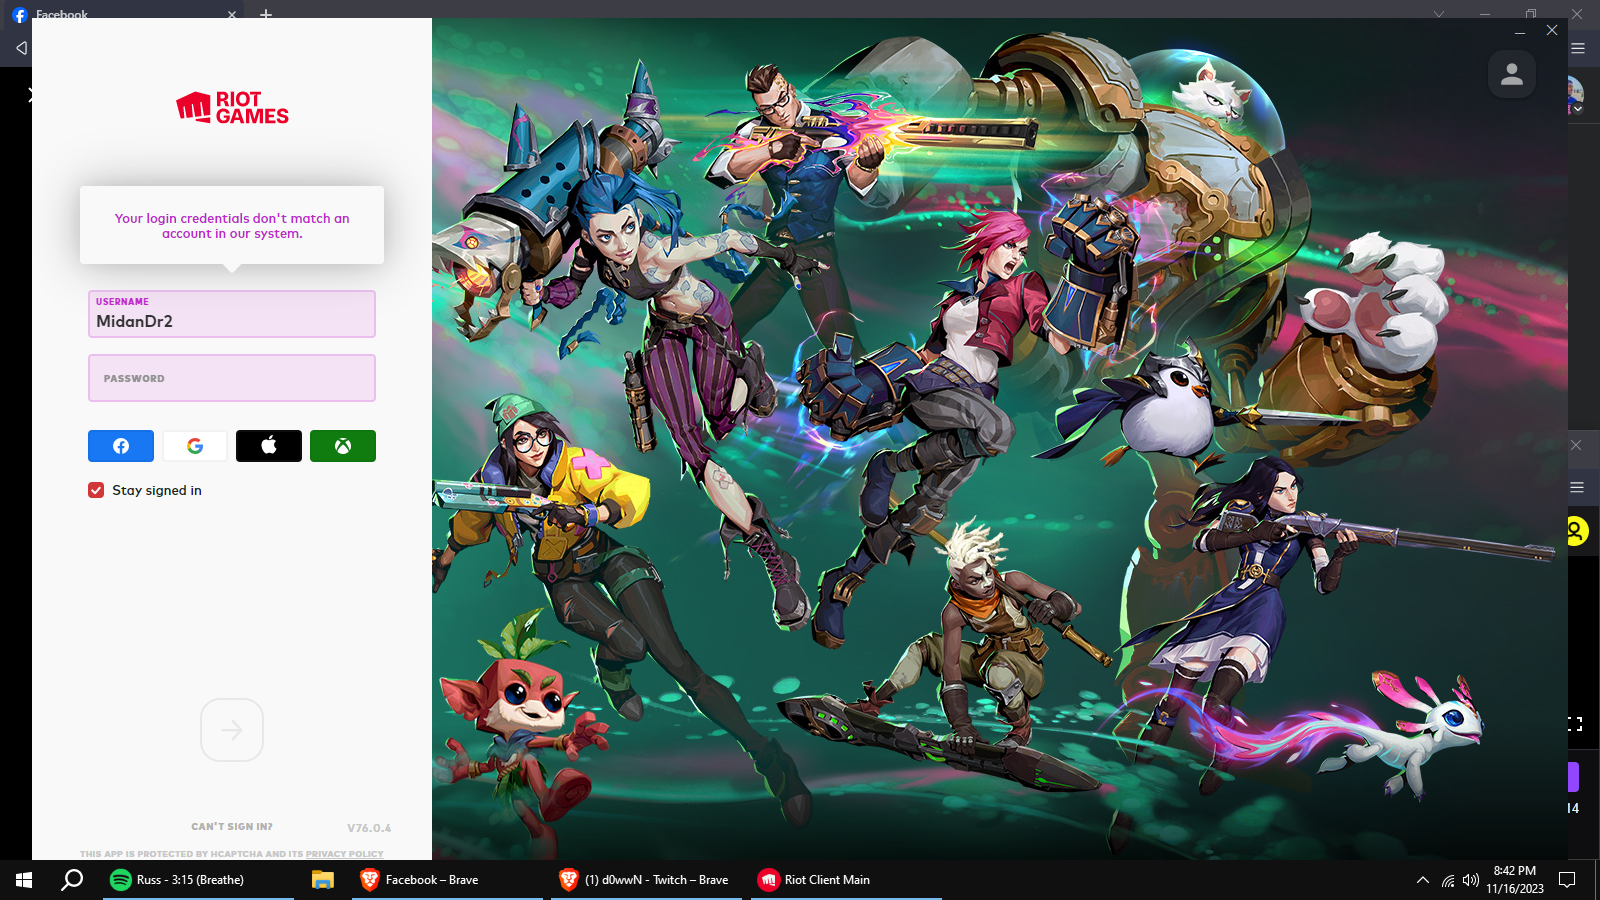 Facebook
RIOT
GAMES
Your login credentials don't match an
account in our system.
USERNAME
MidanDr2
PASSWORD
Stay signed in
CAN'T SIGN IN?
V76.0.4
THIS APP IS PROTECTED BY HCAPTCHA AND ITS PRIVACY POLICY
14
Russ - 3:15 (Breathe)
Facebook – Brave
(1) d0wwN - Twitch – Brave
Riot Client Main
8:42 PM
11/16/2023